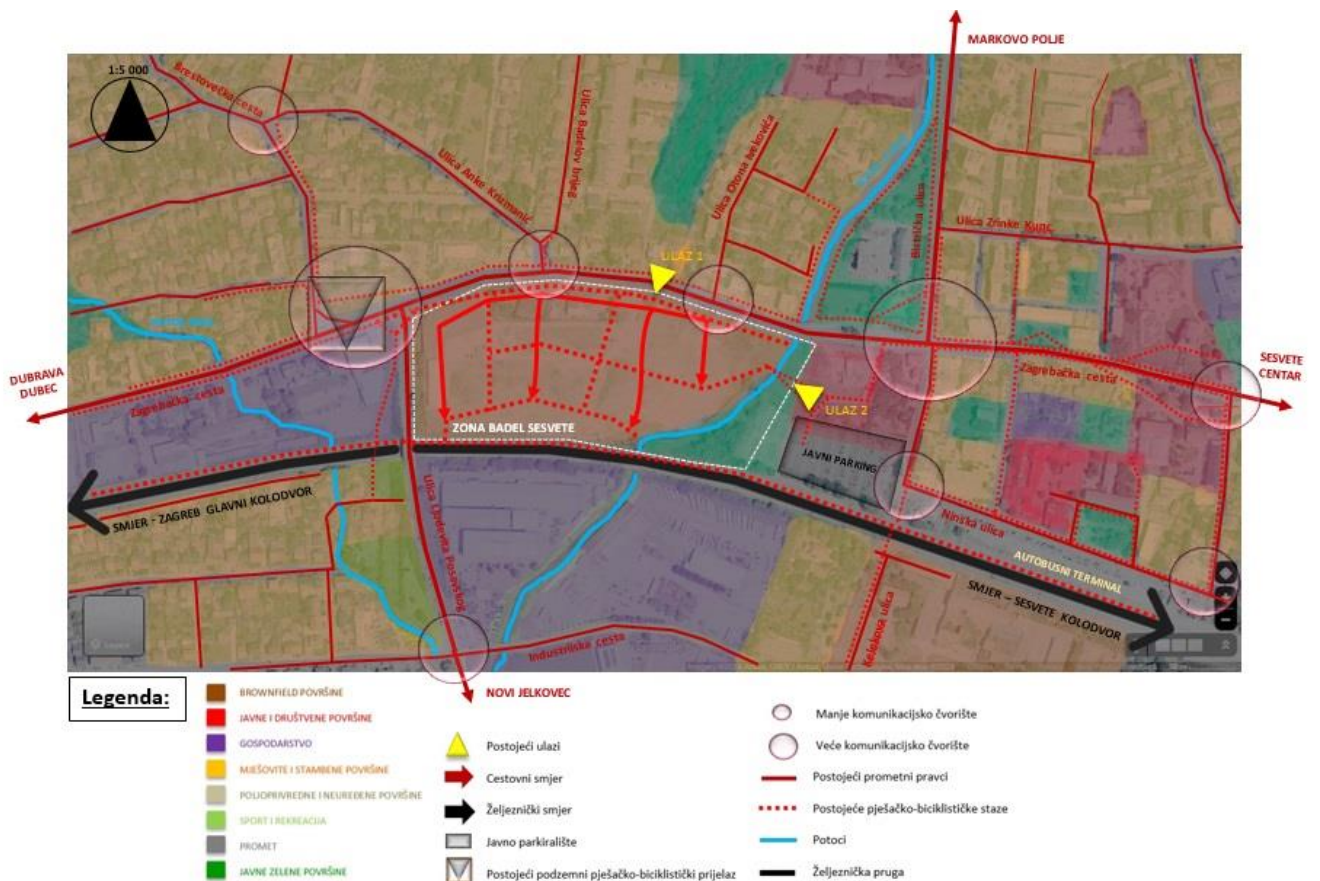 MARKOVO POLJE
1:5 000
Brestovečka cesta
Ulica Anke Krizmanić
Ulica Badelov brijeg
Ulica Otona Ivekovića
Bistrička ulica
Ulica Zrinke Kunc
ULAZ 1
DUBRAVA
DUBEC
Zagrebačka cesta
ZONA BADEL SESVETE
ULAZ 2
JAVNI PARKING
Zagrebačka cesta
SESVETE
CENTAR
SMJER - ZAGREB GLAVNI KOLODVOR
Ulica Ljudevita Posavskog
Ninska ulica
AUTOBUSNI TERMINAL
SMJER – SESVETE KOLODVOR
Kelekova ulica
Industrijska cesta
NOVI JELKOVEC
Legenda:
BROWNFIELD POVRŠINE
JAVNE I DRUŠTVENE POVRŠINE
GOSPODARSTVO
MJEŠOVITE I STAMBENE POVRŠINE
POLJOPRIVREDNE I NEUREĐENE POVRŠINE
SPORT I REKREACIJA
PROMET
JAVNE ZELENE POVRŠINE
Postojeći ulazi
Cestovni smjer
Željeznički smjer
Javno parkiralište
Postojeći podzemni pješačko-biciklistički prijelaz
Manje komunikacijsko čvorište
Veće komunikacijsko čvorište
Postojeći prometni pravci
Postojeće pješačko-biciklističke staze
Potoci
Željeznička pruga